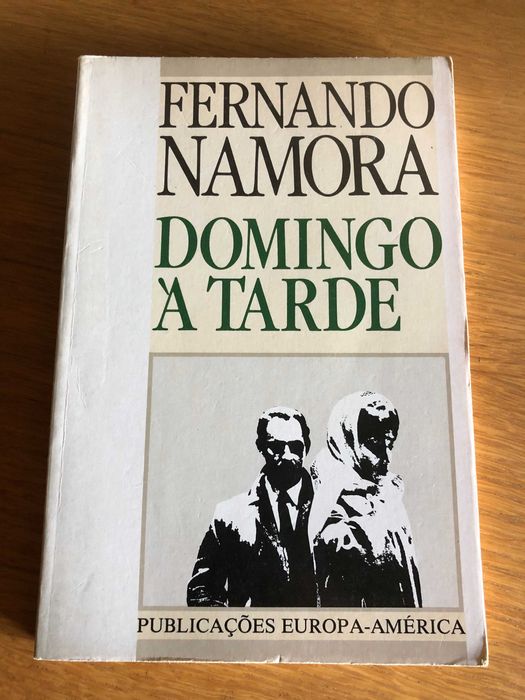 FERNANDO
NAMORA
DOMINGO
À TARDE
PUBLICAÇÕES EUROPA-AMÉRICA